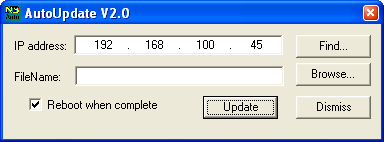 AutoUpdate V2.0
IP address: 192 . 168 . 100 . 45 Find...
FileName: Browse...
Reboot when complete Update Dismiss